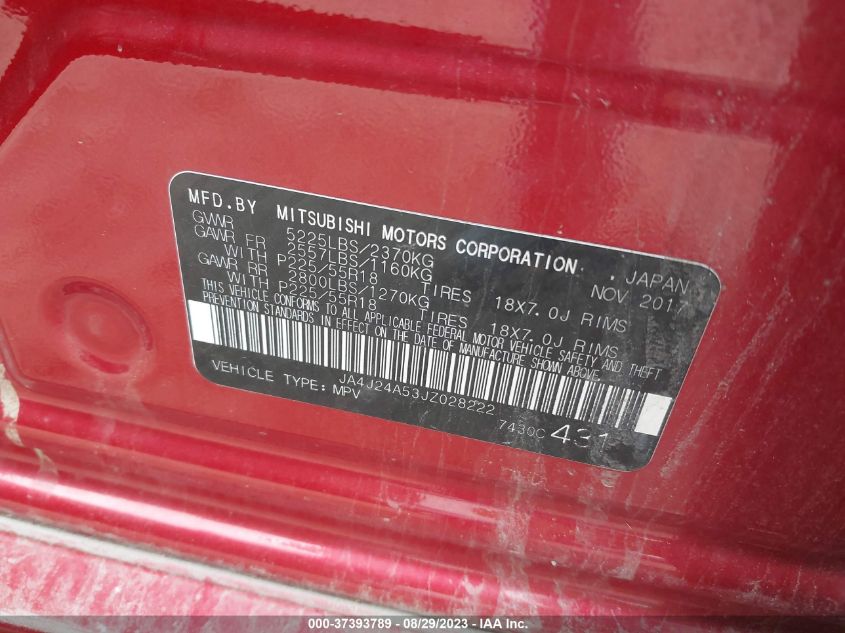 MFD.BY MITSUBISHI MOTORS CORPORATION , JAPAN
GVWR 5225LBS/2370KG NOV 2017
GAWR FR 2557LBS/1160KG
WITH P225/55R18 TIRES 18X7.0J RIMS
GAWR RR 2800LBS/1270KG
WITH P225/55R18 TIRES 18X7.0J RIMS
THIS VEHICLE CONFORMS TO ALL APPLICABLE FEDERAL MOTOR VEHICLE SAFETY AND THEFT
PREVENTION STANDARDS IN EFFECT ON THE DATE OF MANUFACTURE SHOWN ABOVE.
JA4J24A53JZ028222
VEHICLE TYPE: MPV
7430C 431
000-37393789 - 08/29/2023 - IAA Inc.